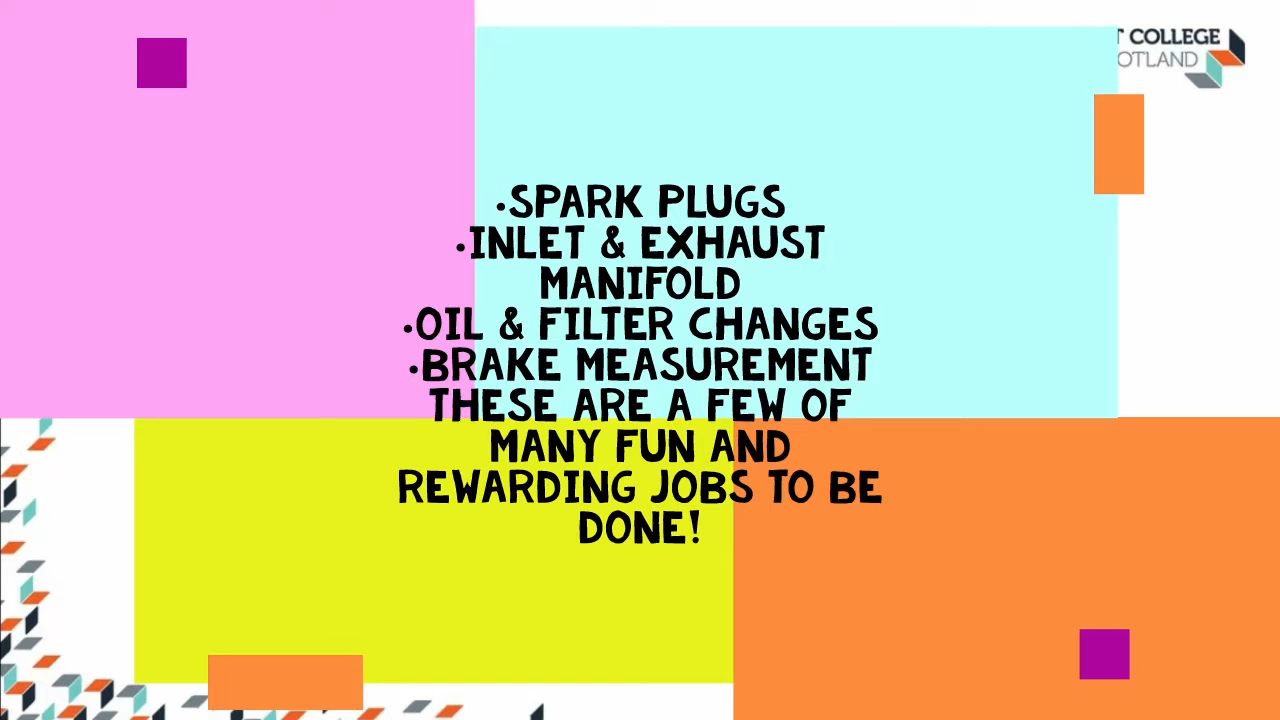 T COLLEGE
OTLAND
•SPARK PLUGS
•INLET & EXHAUST
MANIFOLD
•OIL & FILTER CHANGES
•BRAKE MEASUREMENT
THESE ARE A FEW OF
MANY FUN AND
REWARDING JOBS TO BE
DONE!